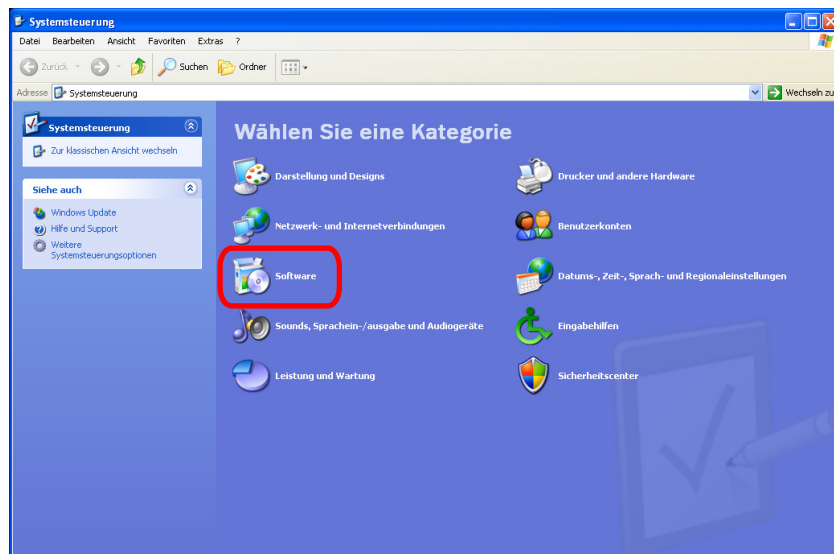 Systemsteuerung
Datei Bearbeiten Ansicht Favoriten Extras ?
Zurück Suchen Ordner
Adresse Systemsteuerung Wechseln zu
Systemsteuerung
Zur klassischen Ansicht wechseln
Siehe auch
Windows Update
Hilfe und Support
Weitere
Systemsteuerungsoptionen
Wählen Sie eine Kategorie
Darstellung und Designs
Drucker und andere Hardware
Netzwerk- und Internetverbindungen
Benutzerkonten
Software
Datums-, Zeit-, Sprach- und Regionaleinstellungen
Sounds, Sprachein-/ausgabe und Audiogeräte
Eingabehilfen
Leistung und Wartung
Sicherheitscenter